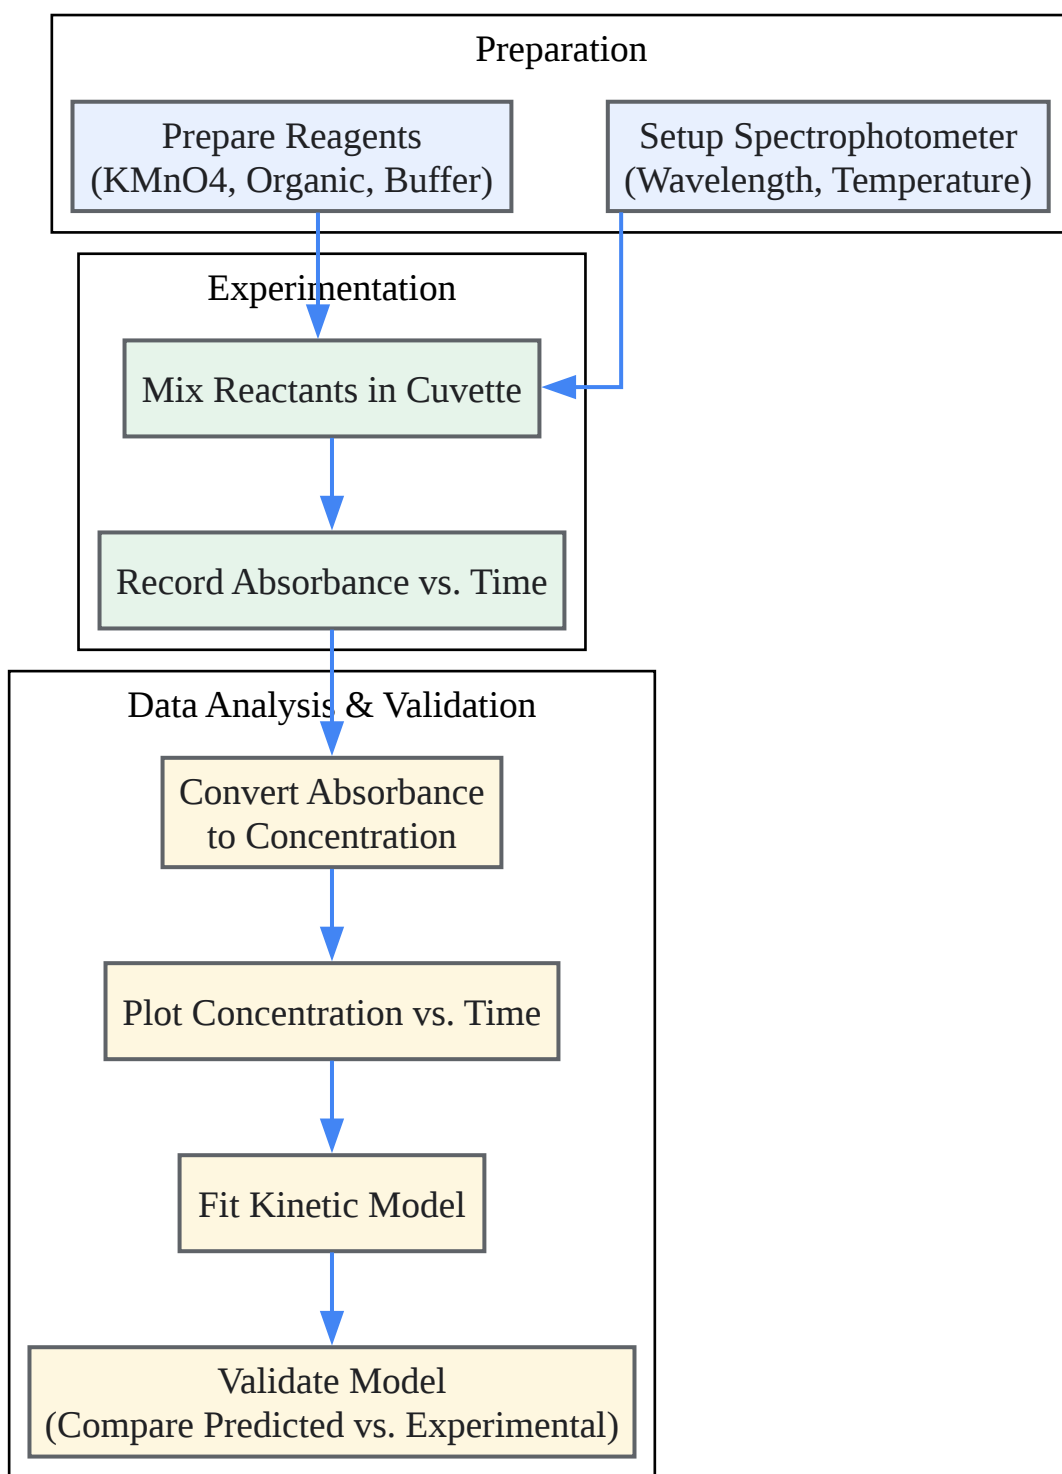 Preparation
Prepare Reagents
(KMnO4, Organic, Buffer)
Setup Spectrophotometer
(Wavelength, Temperature)
Experimentation
Mix Reactants in Cuvette
Record Absorbance vs. Time
Data Analysis & Validation
Convert Absorbance
to Concentration
Plot Concentration vs. Time
Fit Kinetic Model
Validate Model
(Compare Predicted vs. Experimental)